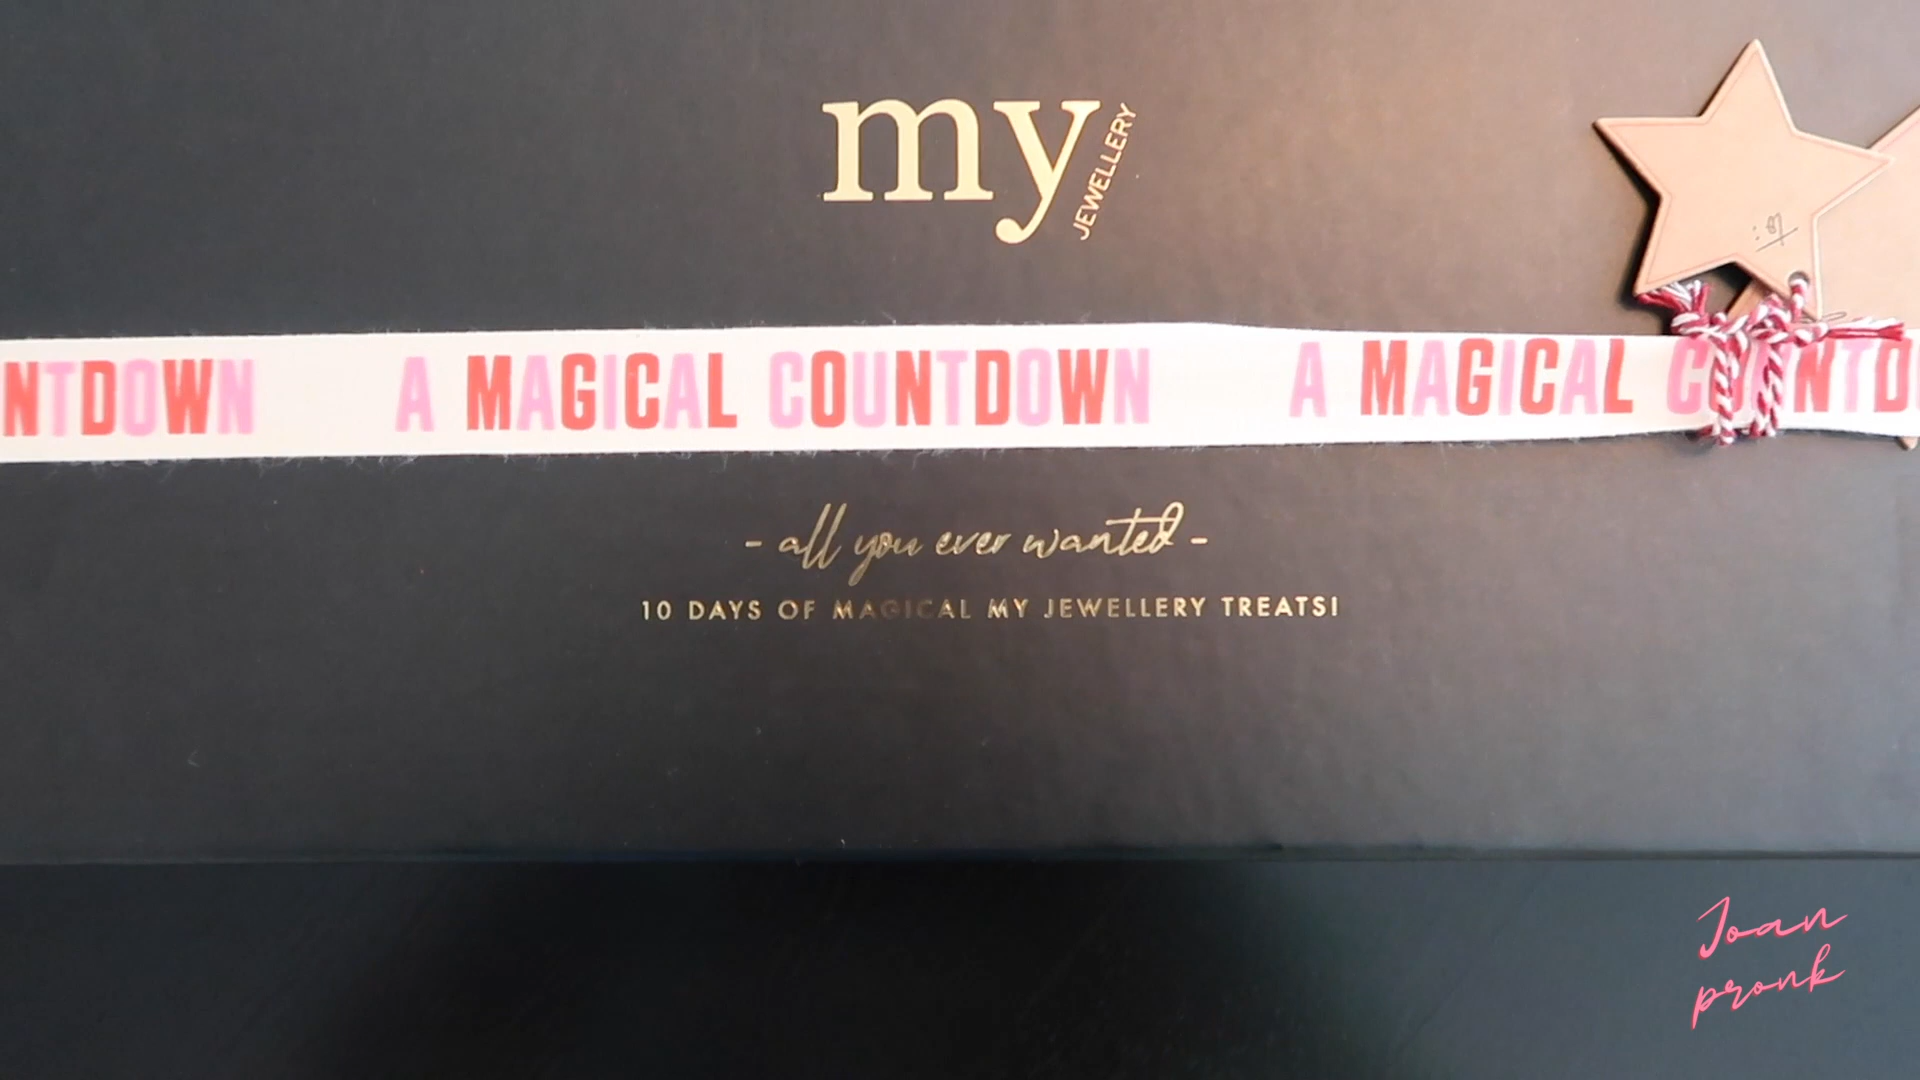 my
JEWELLERY
NTDOWN A MAGICAL COUNTDOWN A MAGICAL COUNTD
- all you ever wanted -
10 DAYS OF MAGICAL MY JEWELLERY TREATS!
Joan
pronk